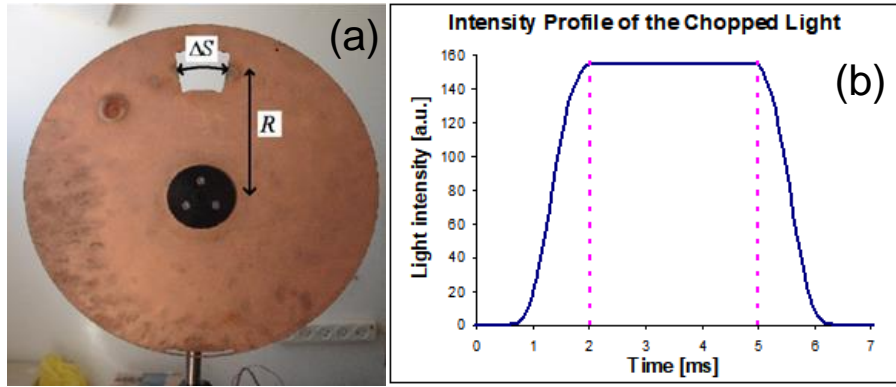 (a)
ΔS
R
Intensity Profile of the Chopped Light
(b)
Light intensity [a.u.]
160
140
120
100
80
60
40
20
0
0 1 2 3 4 5 6 7
Time [ms]